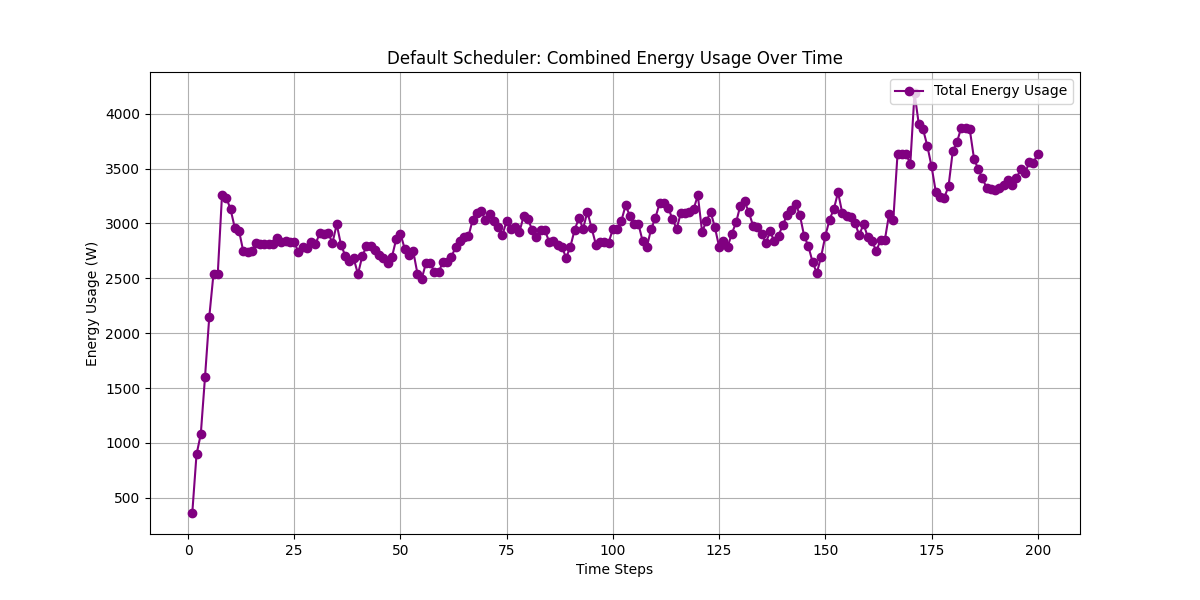 Default Scheduler: Combined Energy Usage Over Time
Total Energy Usage
Energy Usage (W)
4000
3500
3000
2500
2000
1500
1000
500
0 25 50 75 100 125 150 175 200
Time Steps